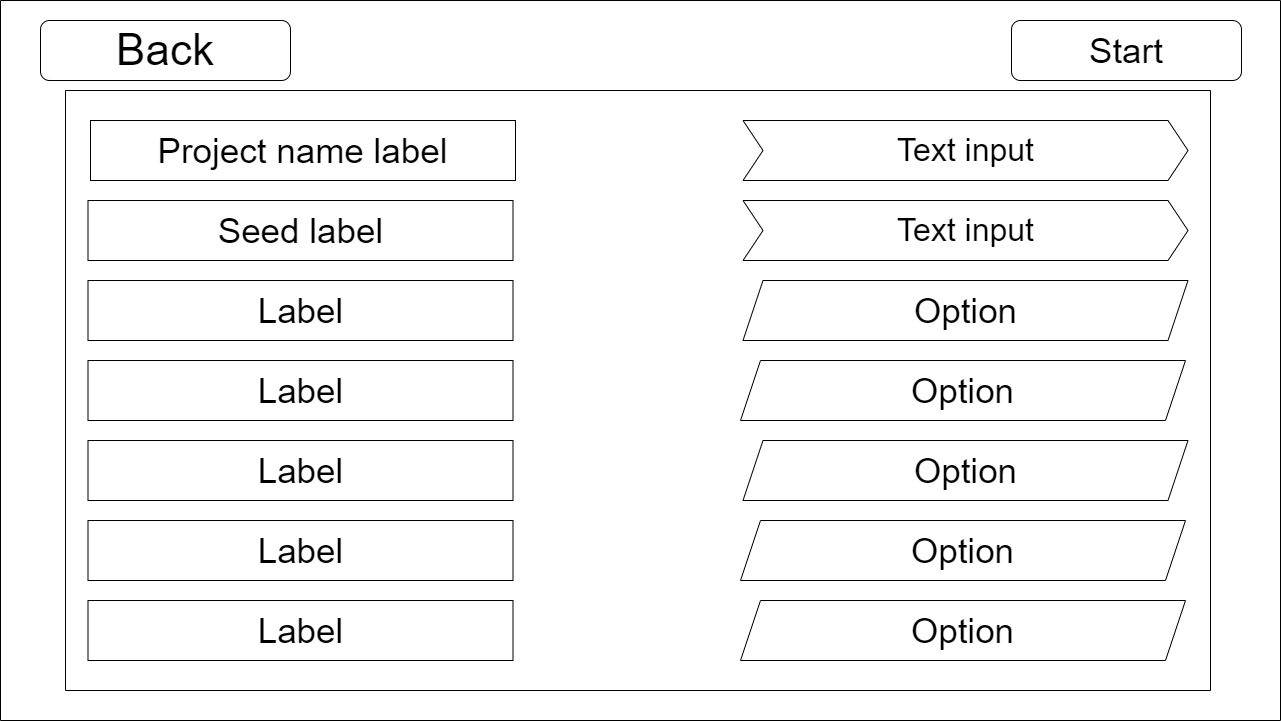 Back
Start
Project name label
Text input
Seed label
Text input
Label
Option
Label
Option
Label
Option
Label
Option
Label
Option